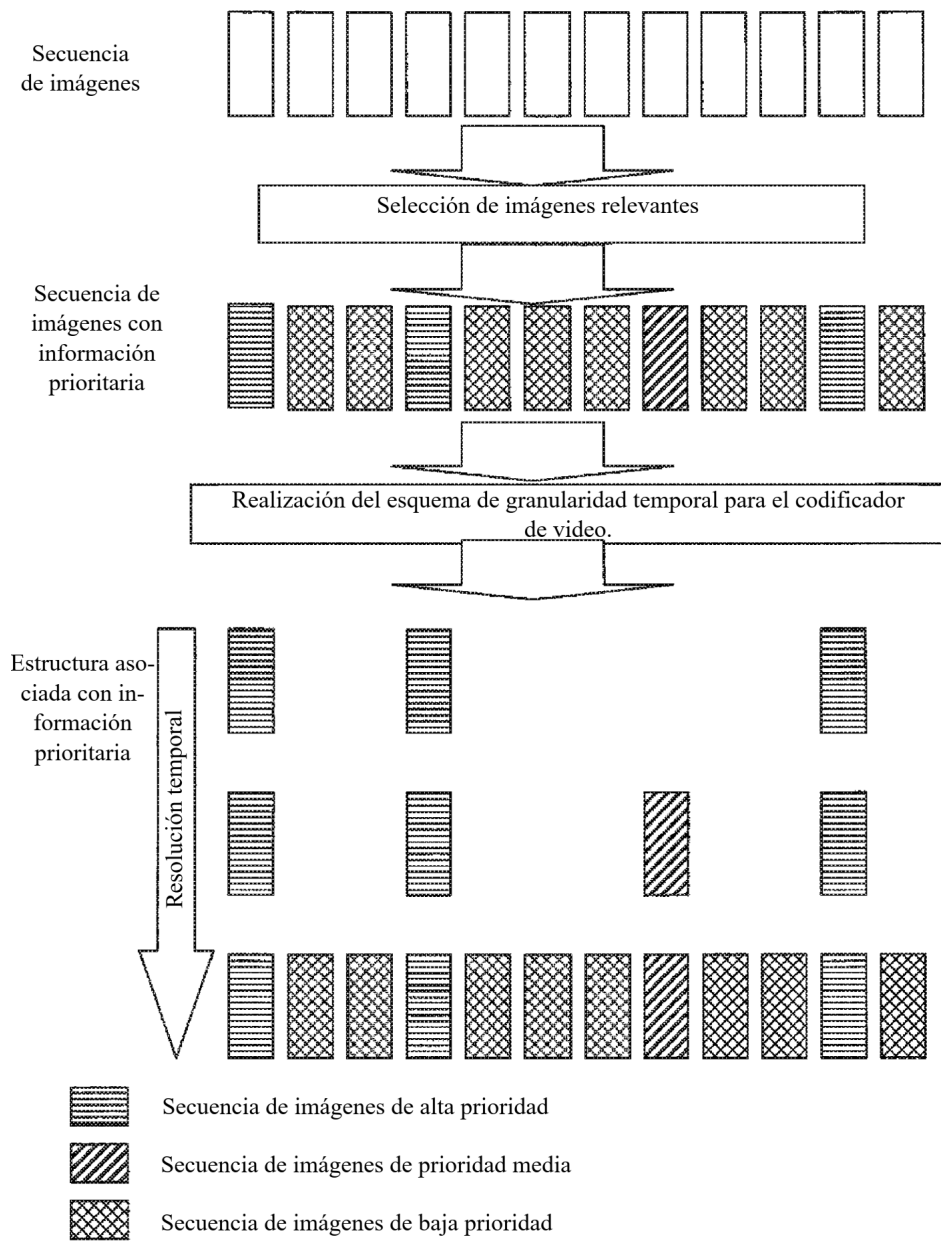 Secuencia
de imágenes
Selección de imágenes relevantes
Secuencia de
imágenes con
información
prioritaria
Realización del esquema de granularidad temporal para el codificador
de video.
Estructura aso-
ciada con in-
formación
prioritaria
Resolución temporal
Secuencia de imágenes de alta prioridad
Secuencia de imágenes de prioridad media
Secuencia de imágenes de baja prioridad